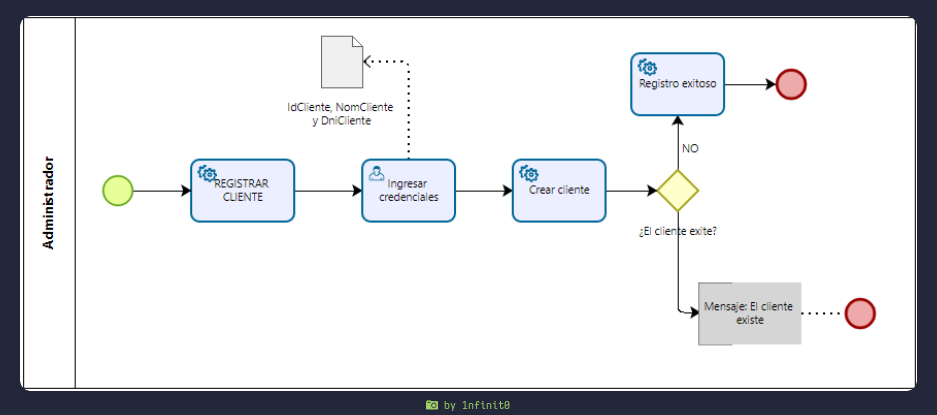 Administrador
REGISTRAR
CLIENTE
IdCliente, NomCliente
y DniCliente
Ingresar
credenciales
Crear cliente
¿El cliente exite?
NO
Registro exitoso
Mensaje: El cliente
existe
by 1nfinit0